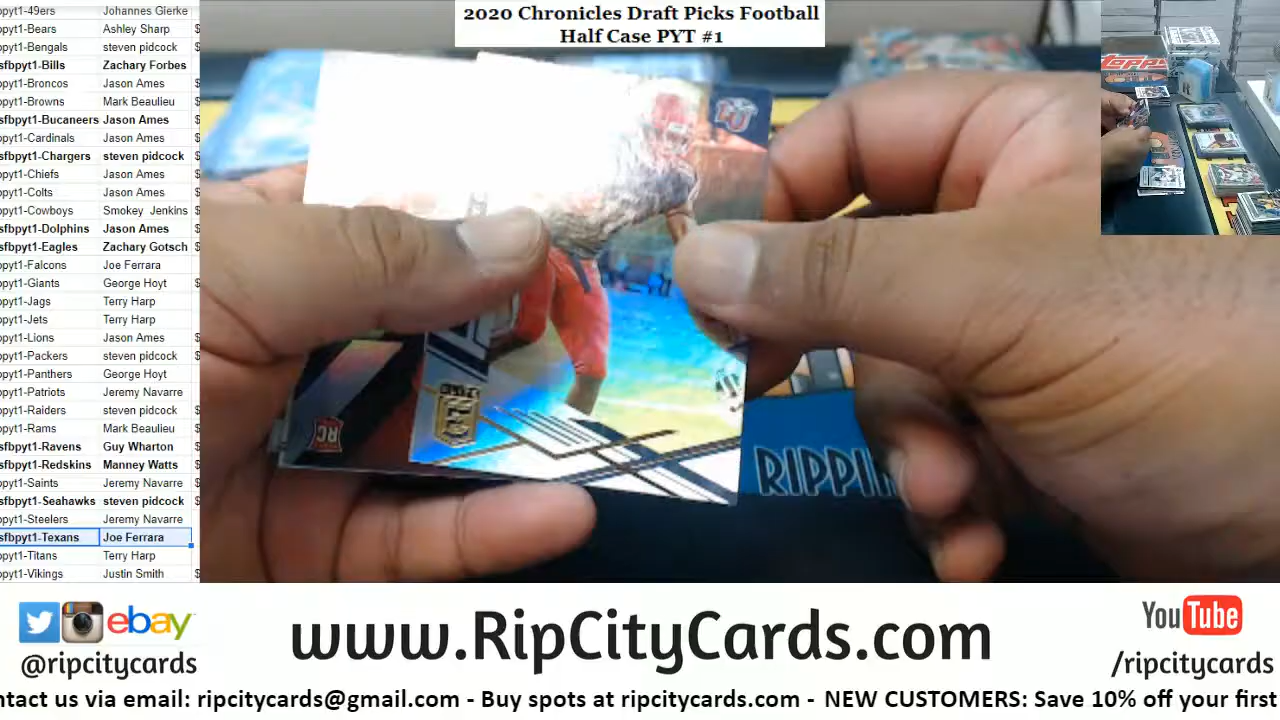 2020 Chronicles Draft Picks Football
Half Case PYT #1
pyt1-49ers Johannes Gierke
pyt1-Bears Ashley Sharp
pyt1-Bengals steven pidcock
sfbpyt1-Bills Zachary Forbes
pyt1-Broncos Jason Ames
pyt1-Browns Mark Beaulieu
sfbpyt1-Bucaneers Jason Ames
pyt1-Cardinals Jason Ames
sfbpyt1-Chargers steven pidcock
pyt1-Chiefs Jason Ames
pyt1-Colts Jason Ames
pyt1-Cowboys Smokey Jenkins
sfbpyt1-Dolphins Jason Ames
sfbpyt1-Eagles Zachary Gotsch
pyt1-Falcons Joe Ferrara
pyt1-Giants George Hoyt
pyt1-Jags Terry Harp
pyt1-Jets Terry Harp
pyt1-Lions Jason Ames
pyt1-Packers steven pidcock
pyt1-Panthers George Hoyt
pyt1-Patriots Jeremy Navarre
pyt1-Raiders steven pidcock
pyt1-Rams Mark Beaulieu
sfbpyt1-Ravens Guy Wharton
sfbpyt1-Redskins Manney Watts
pyt1-Saints Jeremy Navarre
sfbpyt1-Seahawks steven pidcock
pyt1-Steelers Jeremy Navarre
sfbpyt1-Texans Joe Ferrara
pyt1-Titans Terry Harp
pyt1-Vikings Justin Smith
RC
RIPPI
Topps
ebay
@ripcitycards
www.RipCityCards.com
YouTube
/ripcitycards
ntact us via email: ripcitycards@gmail.com - Buy spots at ripcitycards.com - NEW CUSTOMERS: Save 10% off your first